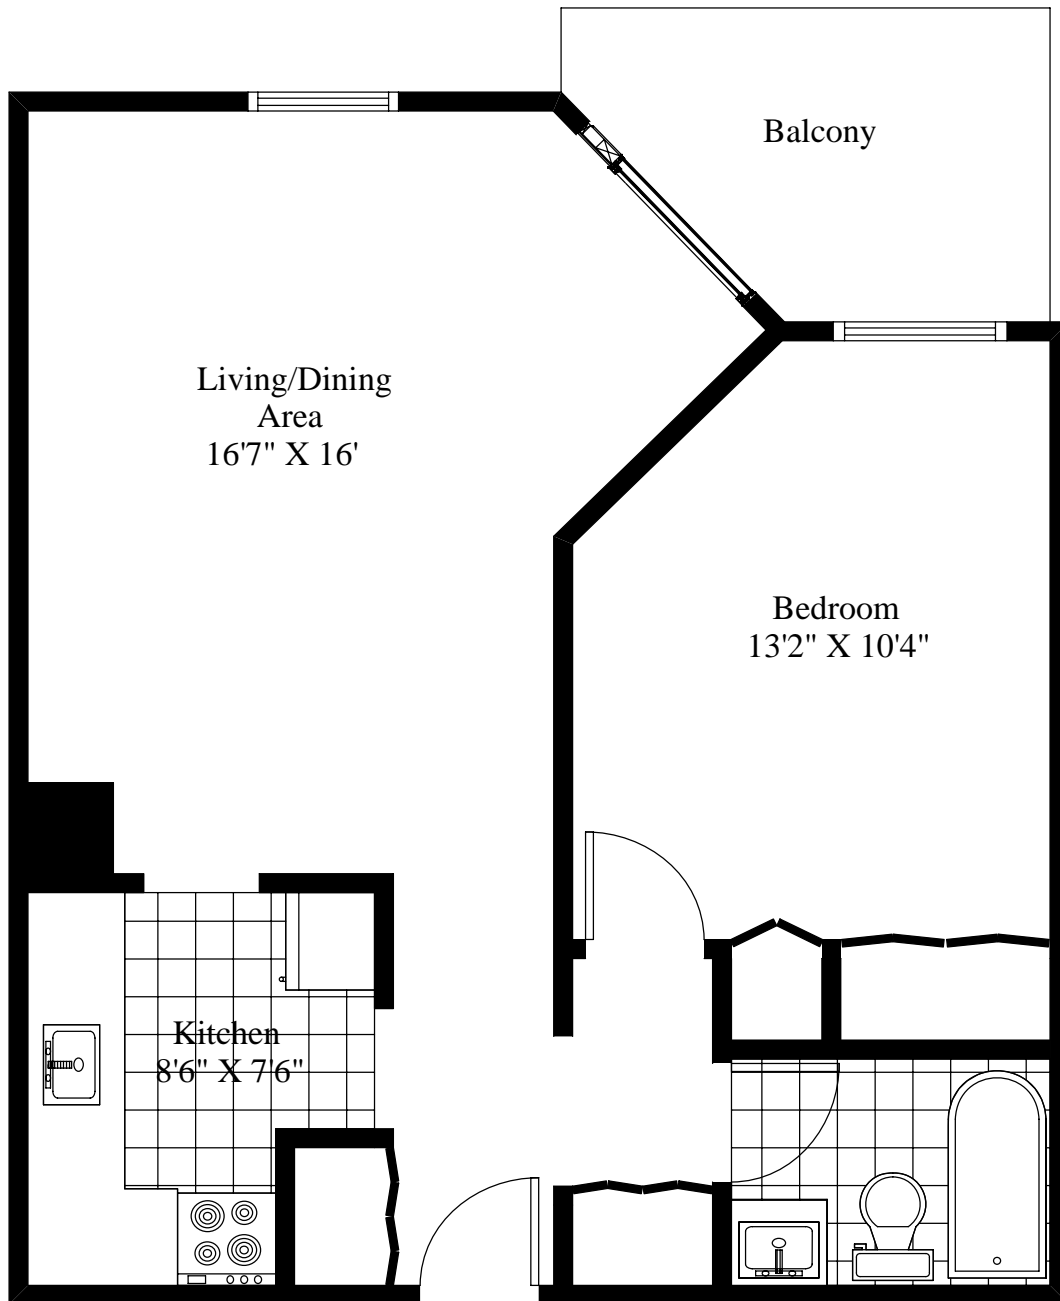 Balcony
Living/Dining
Area
16'7" X 16'
Bedroom
13'2" X 10'4"
Kitchen
8'6" X 7'6"